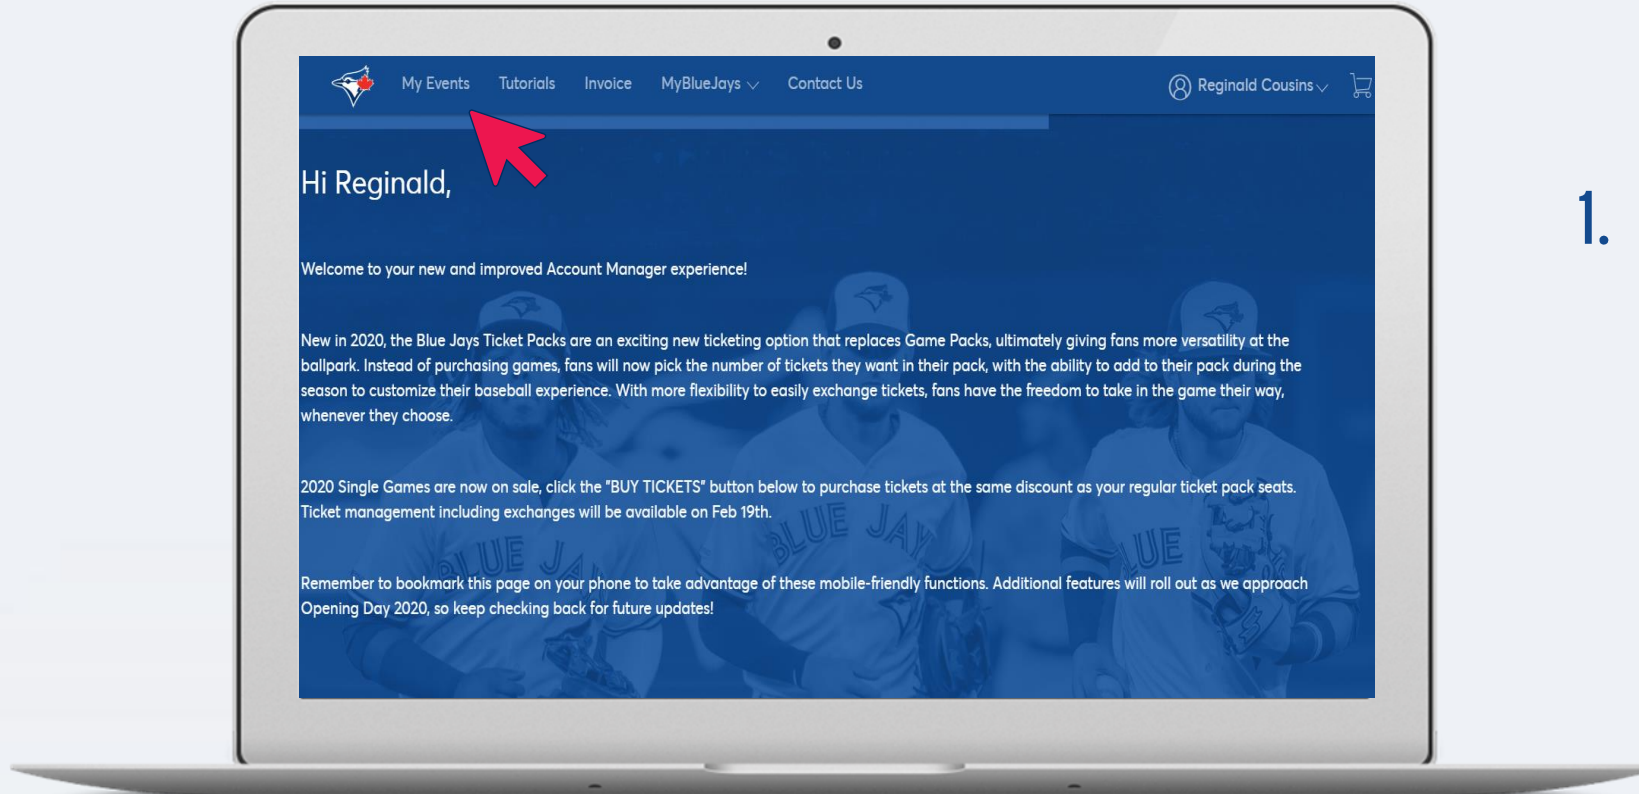 My Events Tutorials Invoice MyBlueJays Contact Us Reginald Cousins
Hi Reginald,
1.
Welcome to your new and improved Account Manager experience!
New in 2020, the Blue Jays Ticket Packs are an exciting new ticketing option that replaces Game Packs, ultimately giving fans more versatility at the
ballpark. Instead of purchasing games, fans will now pick the number of tickets they want in their pack, with the ability to add to their pack during the
season to customize their baseball experience. With more flexibility to easily exchange tickets, fans have the freedom to take in the game their way,
whenever they choose.
2020 Single Games are now on sale, click the "BUY TICKETS" button below to purchase tickets at the same discount as your regular ticket pack seats.
Ticket management including exchanges will be available on Feb 19th.
BLUE JAYS
Remember to bookmark this page on your phone to take advantage of these mobile-friendly functions. Additional features will roll out as we approach
Opening Day 2020, so keep checking back for future updates!